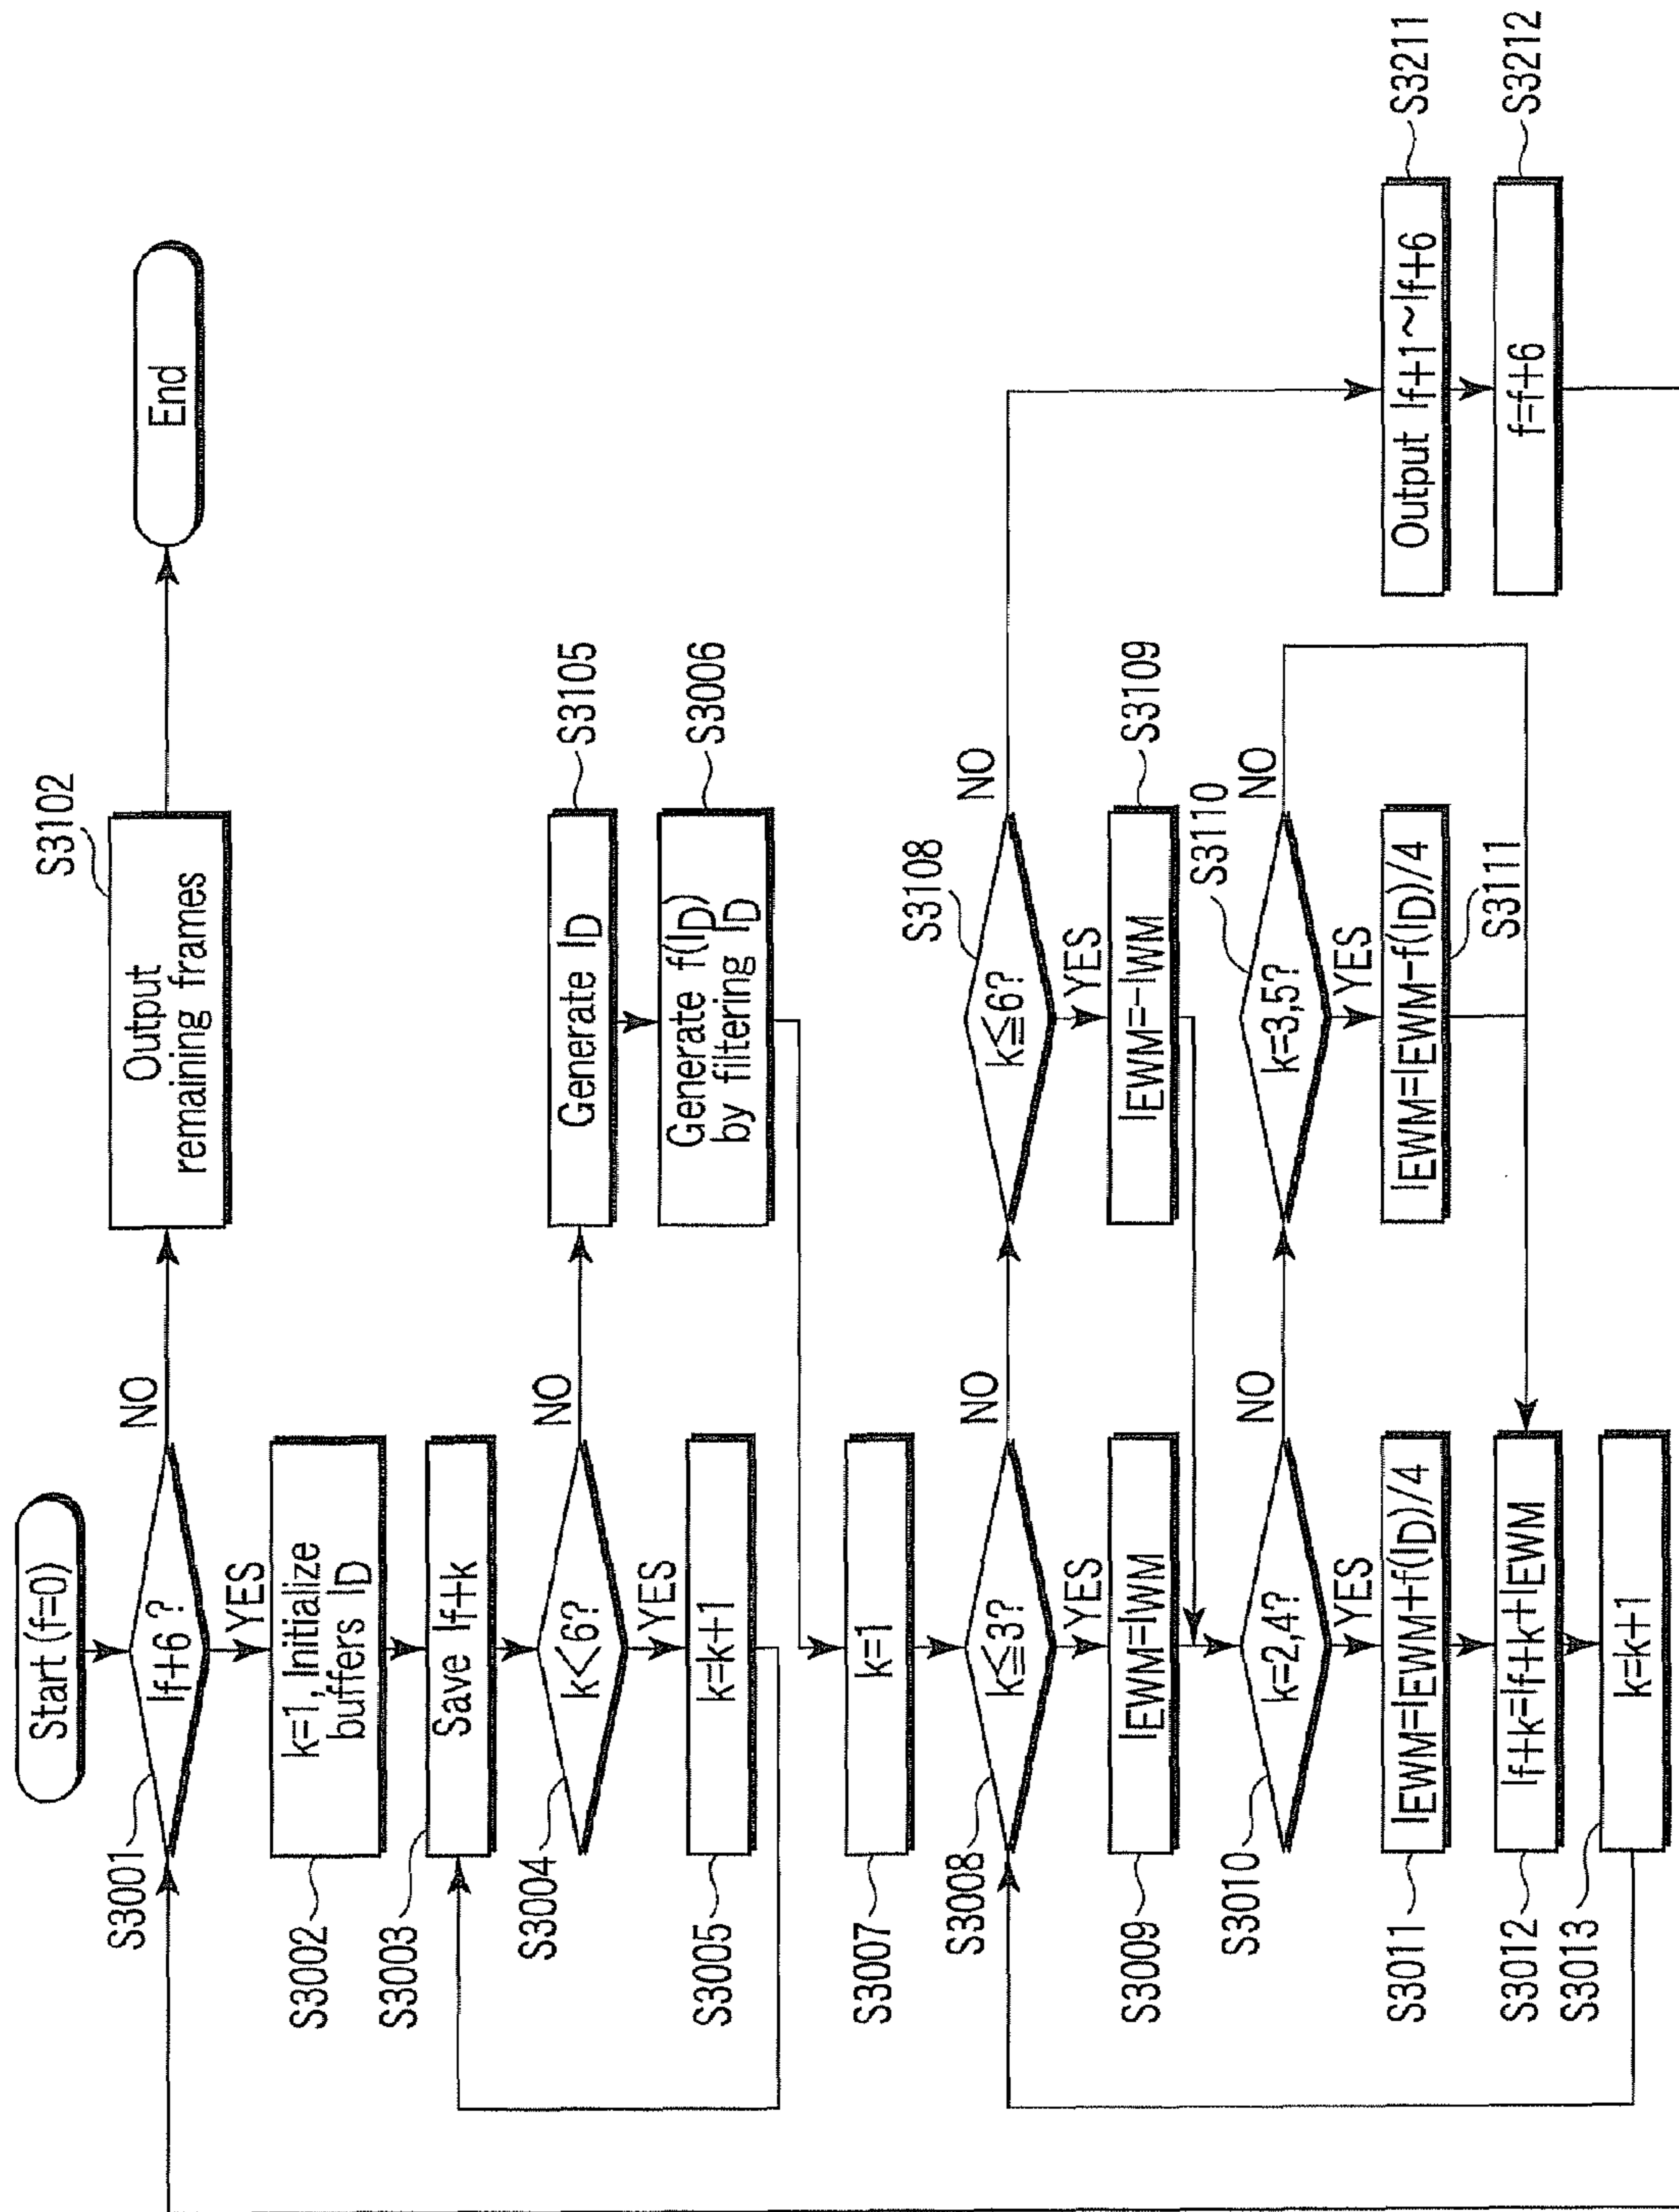 Start (f=0)
End
S3001
If+6 ?
NO
YES
S3102
Output
remaining frames
S3002
k=1, Initialize
buffers ID
S3003
Save If+k
S3004
k<6?
NO
YES
S3105
Generate ID
S3005
k=k+1
S3006
Generate f(ID)
by filtering ID
S3007
k=1
S3008
k≦3?
NO
YES
S3108
k≦6?
NO
YES
S3009
IEWM=IWM
S3109
IEWM=-IWM
S3010
k=2,4?
NO
YES
S3110
k=3,5?
NO
YES
S3011
IEWM=IEWM+f(ID)/4
S3111
IEWM=IEWM-f(ID)/4
S3211
Output If+1~If+6
S3012
If+k=If+k+IEWM
S3212
f=f+6
S3013
k=k+1